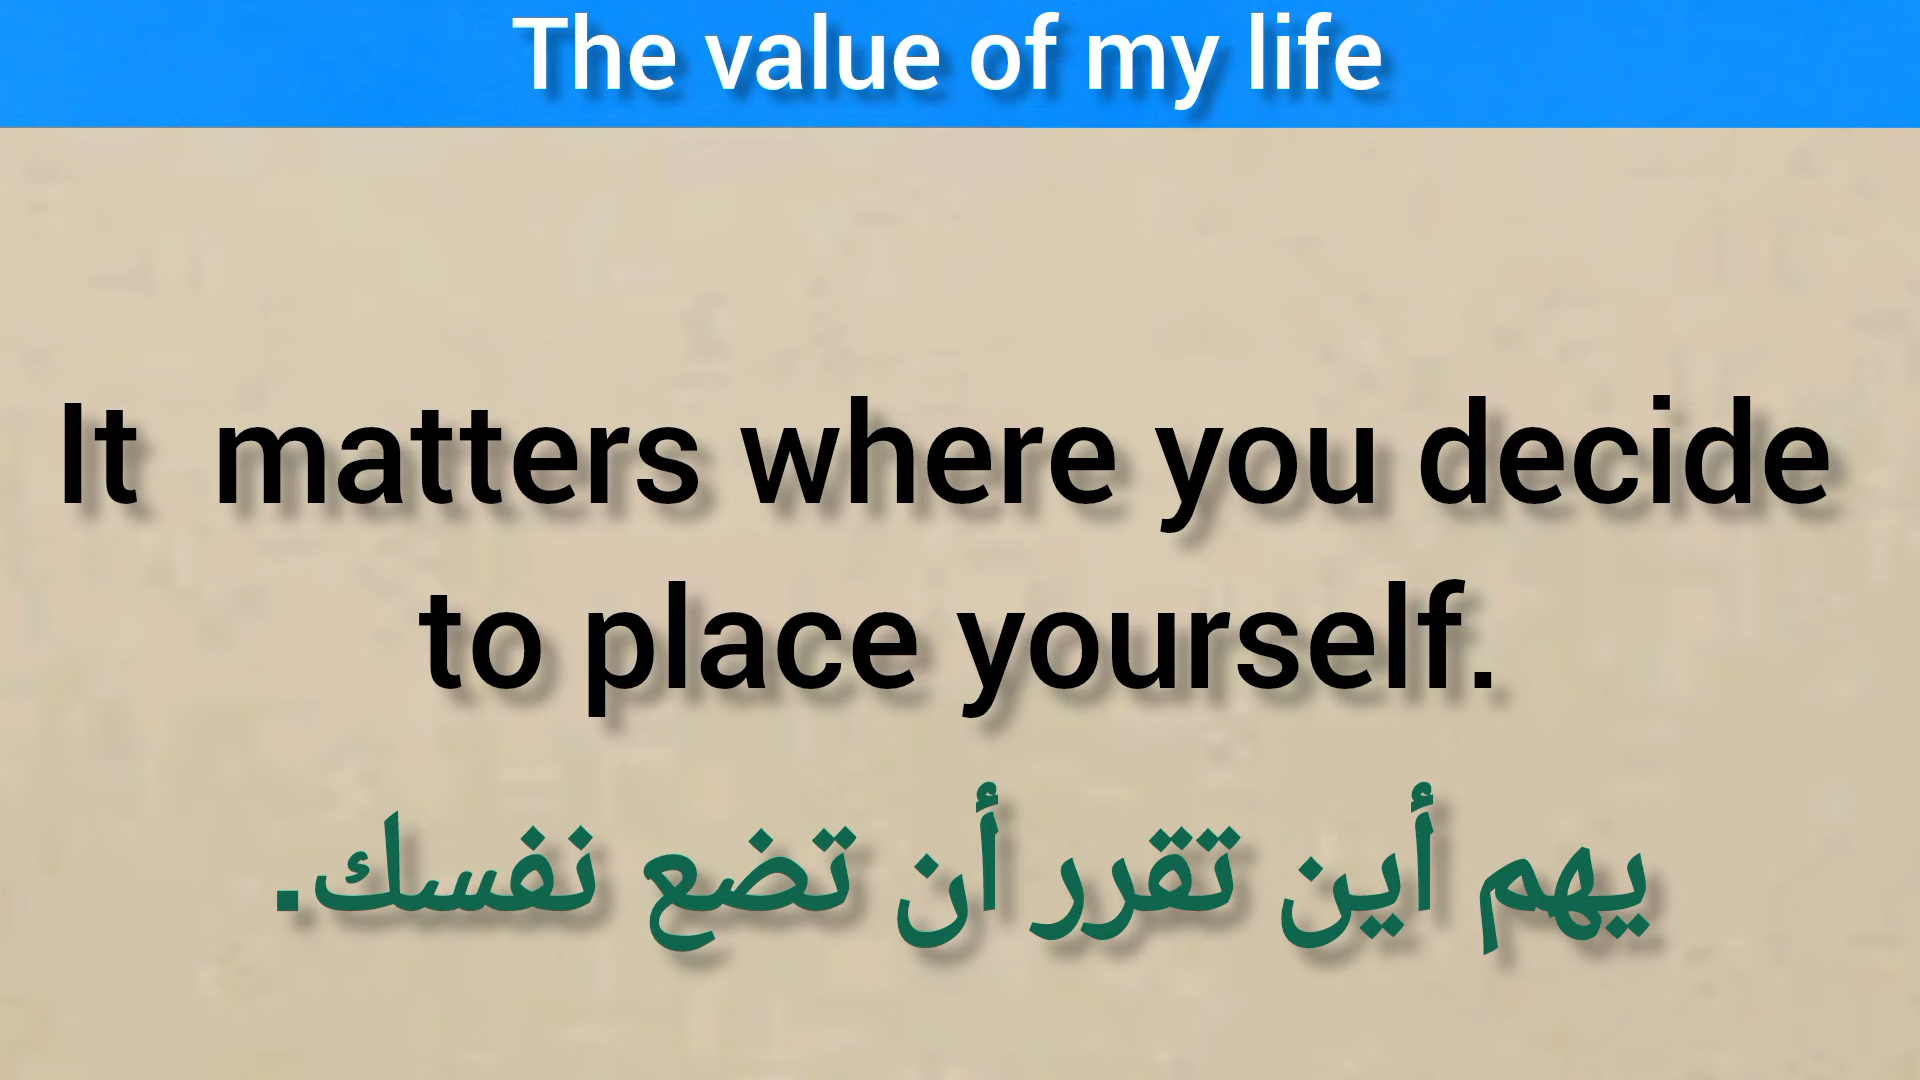 The value of my life
It  matters where you decide
to place yourself.
يهم أين تقرر أن تضع نفسك.